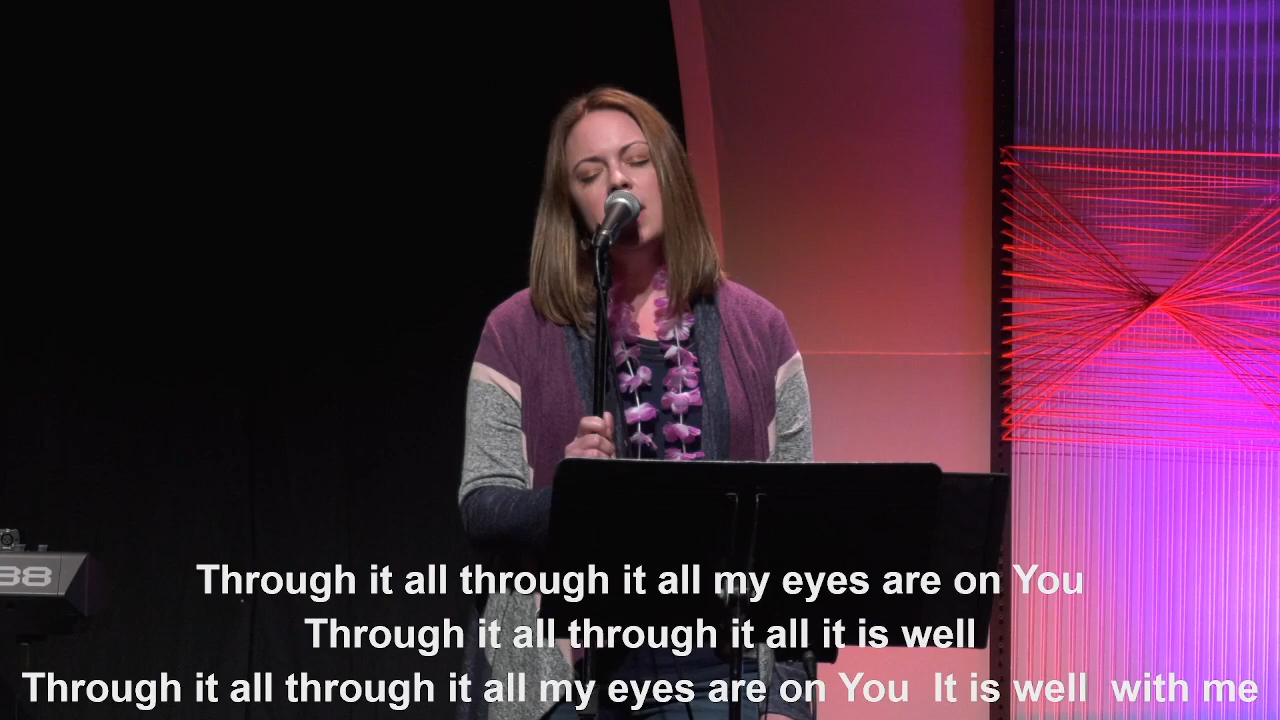 88
Through it all through it all my eyes are on You
Through it all through it all it is well
Through it all through it all my eyes are on You  It is well  with me